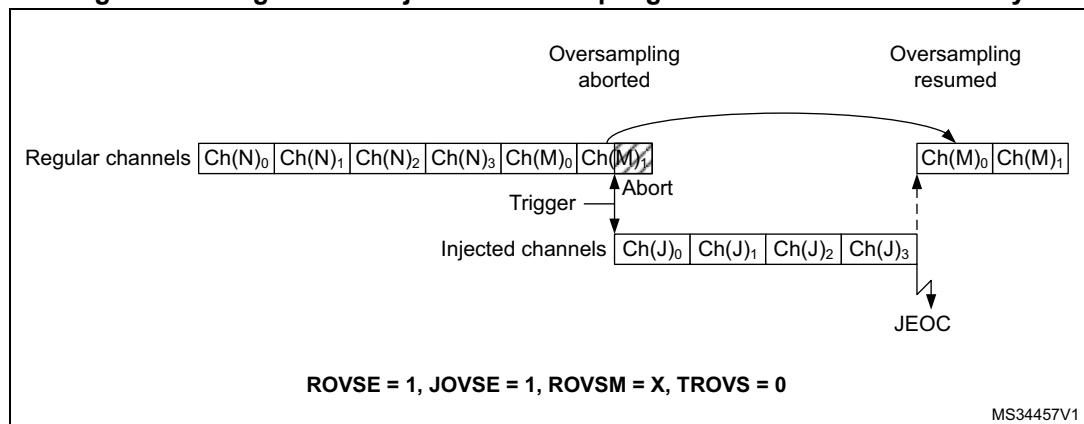 Oversampling aborted
Oversampling resumed
Regular channels Ch(N)₀ Ch(N)₁ Ch(N)₂ Ch(N)₃ Ch(M)₀ Ch(M)₁ Ch(M)₀ Ch(M)₁
Abort
Trigger
Injected channels Ch(J)₀ Ch(J)₁ Ch(J)₂ Ch(J)₃
JEOC
ROVSE = 1, JOVSE = 1, ROVSM = X, TROVS = 0
MS34457V1